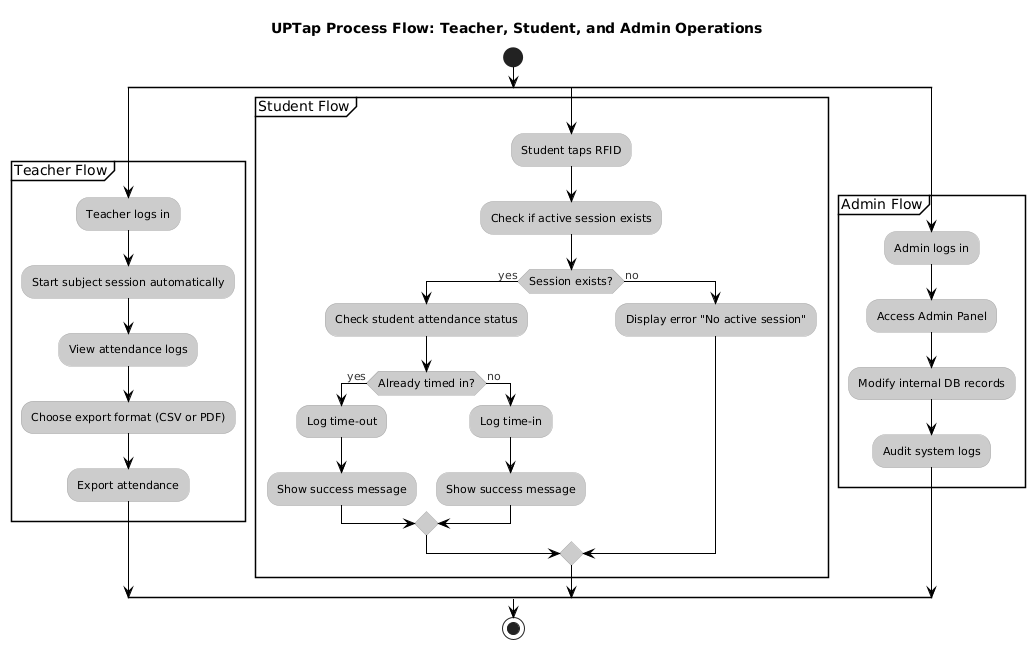 UPTap Process Flow: Teacher, Student, and Admin Operations
Teacher Flow
Teacher logs in
Start subject session automatically
View attendance logs
Choose export format (CSV or PDF)
Export attendance
Student Flow
Student taps RFID
Check if active session exists
yes
Session exists?
no
Check student attendance status
Display error "No active session"
yes
Already timed in?
no
Log time-out
Log time-in
Show success message
Show success message
Admin Flow
Admin logs in
Access Admin Panel
Modify internal DB records
Audit system logs